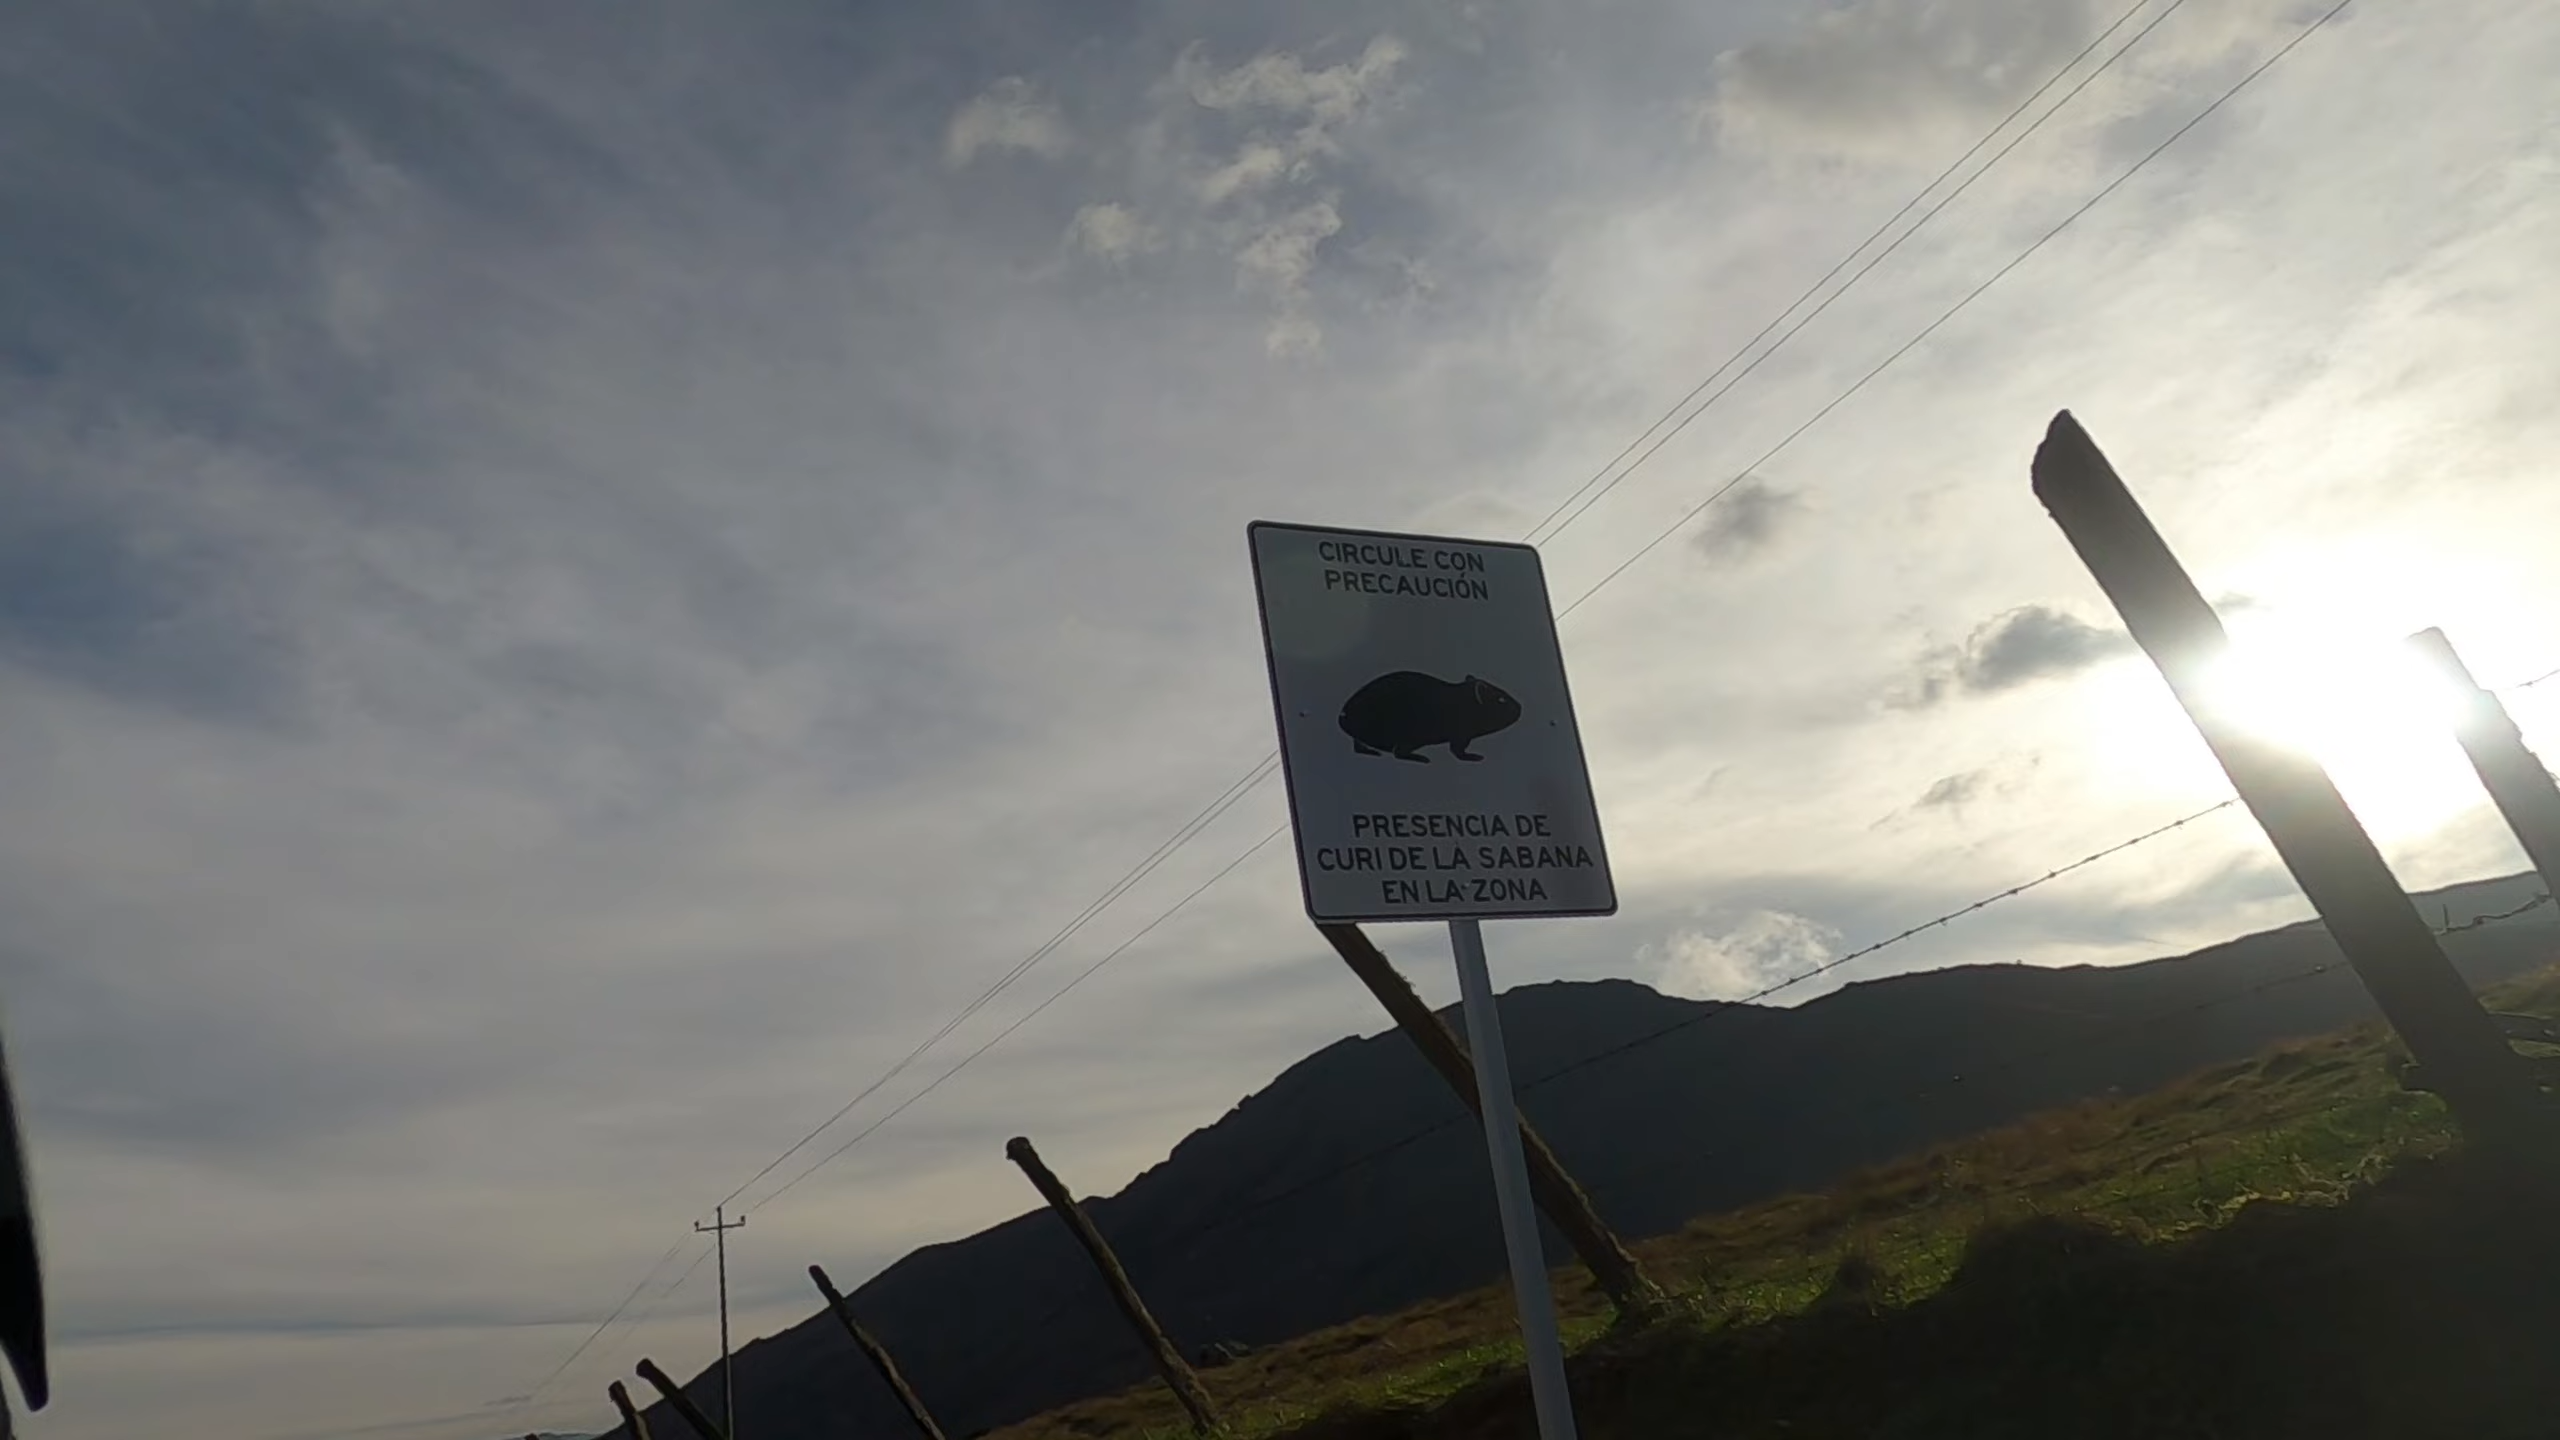 CIRCULE CON
PRECAUCIÓN
PRESENCIA DE
CURI DE LA SABANA
EN LA ZONA